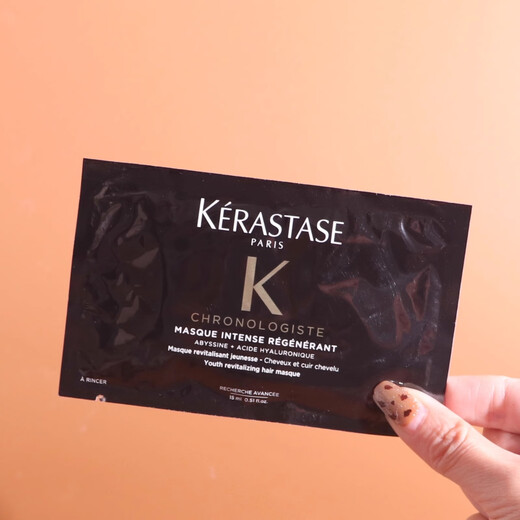 KÉRASTASE
PARIS
K
CHRONOLOGISTE
MASQUE INTENSE RÉGÉNÉRANT
ABYSSINE + ACIDE HYALURONIQUE
Masque revitalisant jeunesse - Cheveux et cuir chevelu
Youth revitalizing hair masque
À RINCER
RECHERCHE AVANCÉE
15 ml 0.51 fl.oz.